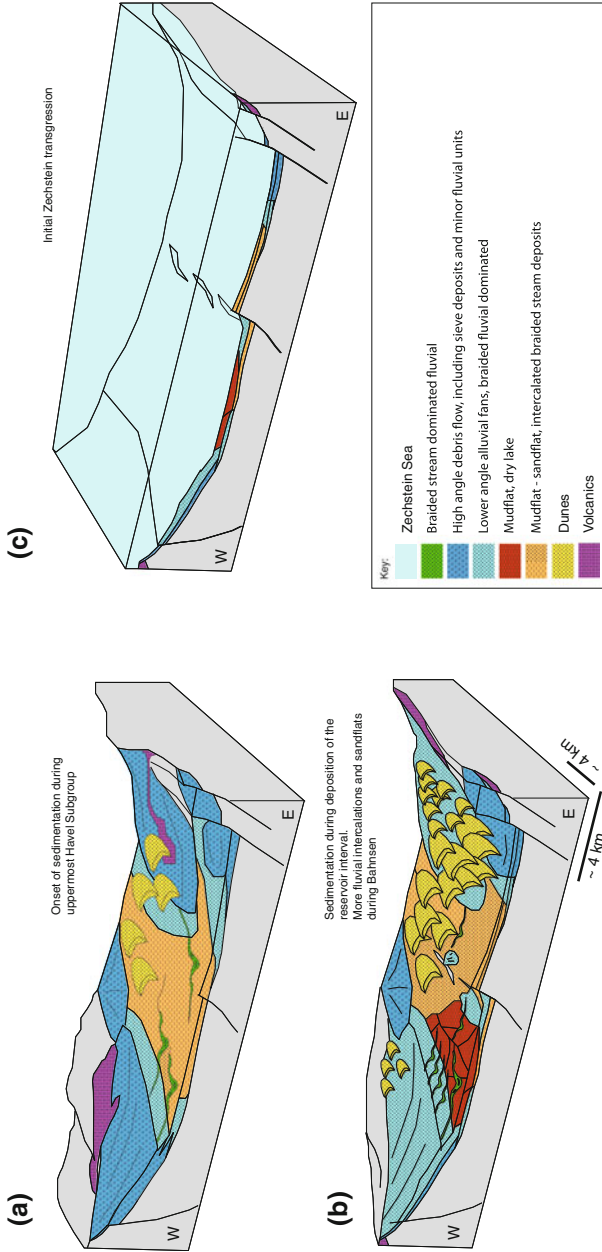 (a)
Onset of sedimentation during
uppermost Havel Subgroup
W
E
(b)
Sedimentation during deposition of the
reservoir interval.
More fluvial intercalations and sandflats
during Bahnsen
W
E
~ 4 km
~ 4 km
(c)
Initial Zechstein transgression
W
E
Key:
Zechstein Sea
Braided stream dominated fluvial
High angle debris flow, including sieve deposits and minor fluvial units
Lower angle alluvial fans, braided fluvial dominated
Mudflat, dry lake
Mudflat - sandflat, intercalated braided steam deposits
Dunes
Volcanics